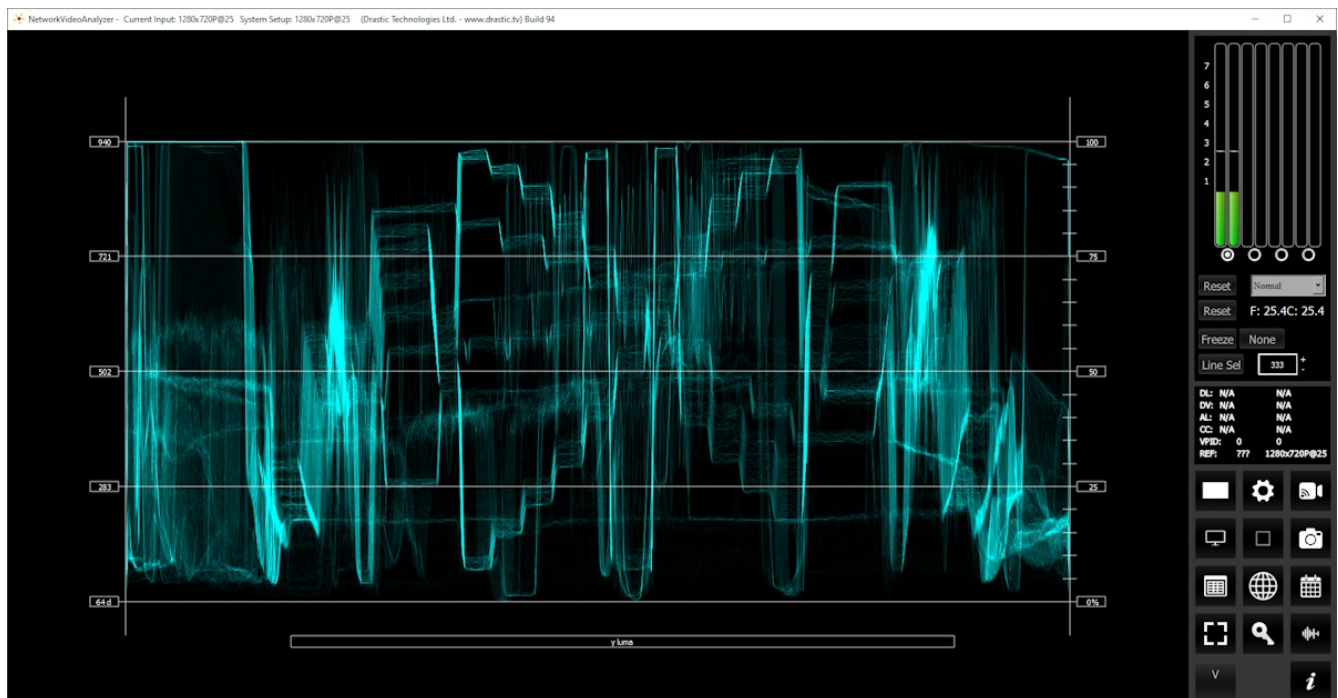 NetworkVideoAnalyzer - Current Input: 1280x720P@25 System Setup: 1280x720P@25 (Drastic Technologies Ltd. - www.drastic.tv) Build 94
940
721
502
283
64 d
100
75
50
25
0%
y luma
7
6
5
4
3
2
1
Reset Normal
Reset F: 25.4C: 25.4
Freeze None
Line Sel 333 +
-
DL: N/A N/A
DV: N/A N/A
AL: N/A N/A
CC: N/A N/A
VPID: 0 0
REF: ??? 1280x720P@25
V
i